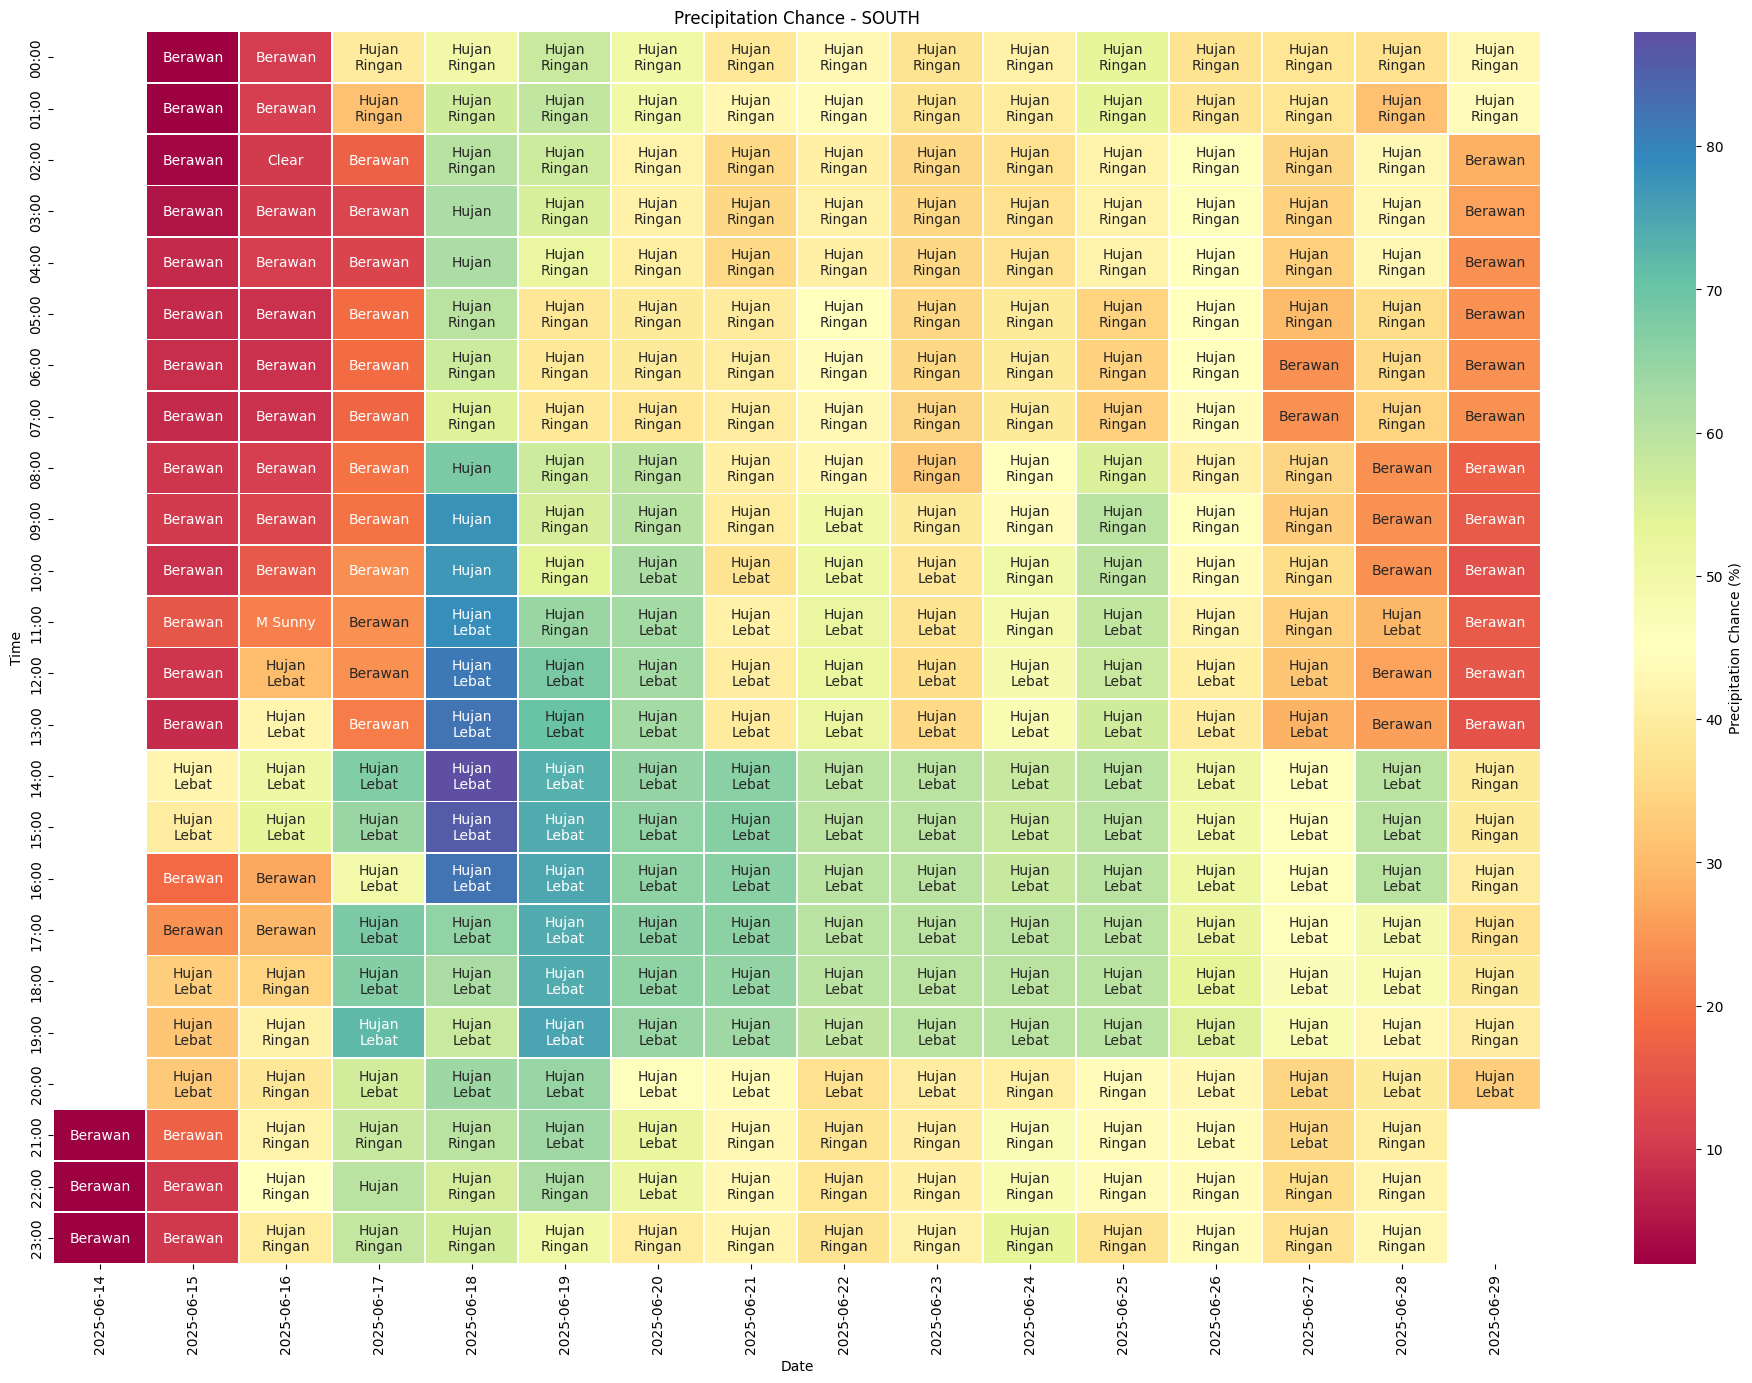 Precipitation Chance - SOUTH
00:00 Berawan Berawan Hujan Ringan Hujan Ringan Hujan Ringan Hujan Ringan Hujan Ringan Hujan Ringan Hujan Ringan Hujan Ringan Hujan Ringan Hujan Ringan Hujan Ringan Hujan Ringan Hujan Ringan
01:00 Berawan Berawan Hujan Ringan Hujan Ringan Hujan Ringan Hujan Ringan Hujan Ringan Hujan Ringan Hujan Ringan Hujan Ringan Hujan Ringan Hujan Ringan Hujan Ringan Hujan Ringan Hujan Ringan
02:00 Berawan Clear Berawan Hujan Ringan Hujan Ringan Hujan Ringan Hujan Ringan Hujan Ringan Hujan Ringan Hujan Ringan Hujan Ringan Hujan Ringan Hujan Ringan Hujan Ringan Berawan
03:00 Berawan Berawan Berawan Hujan Hujan Ringan Hujan Ringan Hujan Ringan Hujan Ringan Hujan Ringan Hujan Ringan Hujan Ringan Hujan Ringan Hujan Ringan Hujan Ringan Berawan
04:00 Berawan Berawan Berawan Hujan Hujan Ringan Hujan Ringan Hujan Ringan Hujan Ringan Hujan Ringan Hujan Ringan Hujan Ringan Hujan Ringan Hujan Ringan Hujan Ringan Berawan
05:00 Berawan Berawan Berawan Hujan Ringan Hujan Ringan Hujan Ringan Hujan Ringan Hujan Ringan Hujan Ringan Hujan Ringan Hujan Ringan Hujan Ringan Hujan Ringan Hujan Ringan Berawan
06:00 Berawan Berawan Berawan Hujan Ringan Hujan Ringan Hujan Ringan Hujan Ringan Hujan Ringan Hujan Ringan Hujan Ringan Hujan Ringan Hujan Ringan Berawan Hujan Ringan Berawan
07:00 Berawan Berawan Berawan Hujan Ringan Hujan Ringan Hujan Ringan Hujan Ringan Hujan Ringan Hujan Ringan Hujan Ringan Hujan Ringan Hujan Ringan Berawan Hujan Ringan Berawan
08:00 Berawan Berawan Berawan Hujan Hujan Ringan Hujan Ringan Hujan Ringan Hujan Ringan Hujan Ringan Hujan Ringan Hujan Ringan Hujan Ringan Hujan Ringan Berawan Berawan
09:00 Berawan Berawan Berawan Hujan Hujan Ringan Hujan Ringan Hujan Ringan Hujan Lebat Hujan Ringan Hujan Ringan Hujan Ringan Hujan Ringan Hujan Ringan Berawan Berawan
10:00 Berawan Berawan Berawan Hujan Hujan Ringan Hujan Lebat Hujan Lebat Hujan Lebat Hujan Lebat Hujan Ringan Hujan Ringan Hujan Ringan Hujan Ringan Berawan Berawan
11:00 Berawan M Sunny Berawan Hujan Lebat Hujan Ringan Hujan Lebat Hujan Lebat Hujan Lebat Hujan Lebat Hujan Ringan Hujan Lebat Hujan Ringan Hujan Ringan Hujan Lebat Berawan
12:00 Berawan Hujan Lebat Berawan Hujan Lebat Hujan Lebat Hujan Lebat Hujan Lebat Hujan Lebat Hujan Lebat Hujan Lebat Hujan Lebat Hujan Lebat Hujan Lebat Berawan Berawan
13:00 Berawan Hujan Lebat Berawan Hujan Lebat Hujan Lebat Hujan Lebat Hujan Lebat Hujan Lebat Hujan Lebat Hujan Lebat Hujan Lebat Hujan Lebat Hujan Lebat Berawan Berawan
14:00 Hujan Lebat Hujan Lebat Hujan Lebat Hujan Lebat Hujan Lebat Hujan Lebat Hujan Lebat Hujan Lebat Hujan Lebat Hujan Lebat Hujan Lebat Hujan Lebat Hujan Lebat Hujan Lebat Hujan Ringan
15:00 Hujan Lebat Hujan Lebat Hujan Lebat Hujan Lebat Hujan Lebat Hujan Lebat Hujan Lebat Hujan Lebat Hujan Lebat Hujan Lebat Hujan Lebat Hujan Lebat Hujan Lebat Hujan Lebat Hujan Ringan
16:00 Berawan Berawan Hujan Lebat Hujan Lebat Hujan Lebat Hujan Lebat Hujan Lebat Hujan Lebat Hujan Lebat Hujan Lebat Hujan Lebat Hujan Lebat Hujan Lebat Hujan Lebat Hujan Ringan
17:00 Berawan Berawan Hujan Lebat Hujan Lebat Hujan Lebat Hujan Lebat Hujan Lebat Hujan Lebat Hujan Lebat Hujan Lebat Hujan Lebat Hujan Lebat Hujan Lebat Hujan Lebat Hujan Ringan
18:00 Hujan Lebat Hujan Ringan Hujan Lebat Hujan Lebat Hujan Lebat Hujan Lebat Hujan Lebat Hujan Lebat Hujan Lebat Hujan Lebat Hujan Lebat Hujan Lebat Hujan Lebat Hujan Lebat Hujan Ringan
19:00 Hujan Lebat Hujan Ringan Hujan Lebat Hujan Lebat Hujan Lebat Hujan Lebat Hujan Lebat Hujan Lebat Hujan Lebat Hujan Lebat Hujan Lebat Hujan Lebat Hujan Lebat Hujan Lebat Hujan Ringan
20:00 Hujan Lebat Hujan Ringan Hujan Lebat Hujan Lebat Hujan Lebat Hujan Lebat Hujan Lebat Hujan Lebat Hujan Lebat Hujan Ringan Hujan Ringan Hujan Lebat Hujan Lebat Hujan Lebat Hujan Lebat
21:00 Berawan Berawan Hujan Ringan Hujan Ringan Hujan Ringan Hujan Lebat Hujan Lebat Hujan Ringan Hujan Ringan Hujan Ringan Hujan Ringan Hujan Ringan Hujan Lebat Hujan Lebat Hujan Ringan
22:00 Berawan Berawan Hujan Ringan Hujan Hujan Ringan Hujan Ringan Hujan Lebat Hujan Ringan Hujan Ringan Hujan Ringan Hujan Ringan Hujan Ringan Hujan Ringan Hujan Ringan Hujan Ringan
23:00 Berawan Berawan Hujan Ringan Hujan Ringan Hujan Ringan Hujan Ringan Hujan Ringan Hujan Ringan Hujan Ringan Hujan Ringan Hujan Ringan Hujan Ringan Hujan Ringan Hujan Ringan Hujan Ringan
Time
2025-06-14 2025-06-15 2025-06-16 2025-06-17 2025-06-18 2025-06-19 2025-06-20 2025-06-21 2025-06-22 2025-06-23 2025-06-24 2025-06-25 2025-06-26 2025-06-27 2025-06-28 2025-06-29
Date
80
70
60
50
40
30
20
10
Precipitation Chance (%)